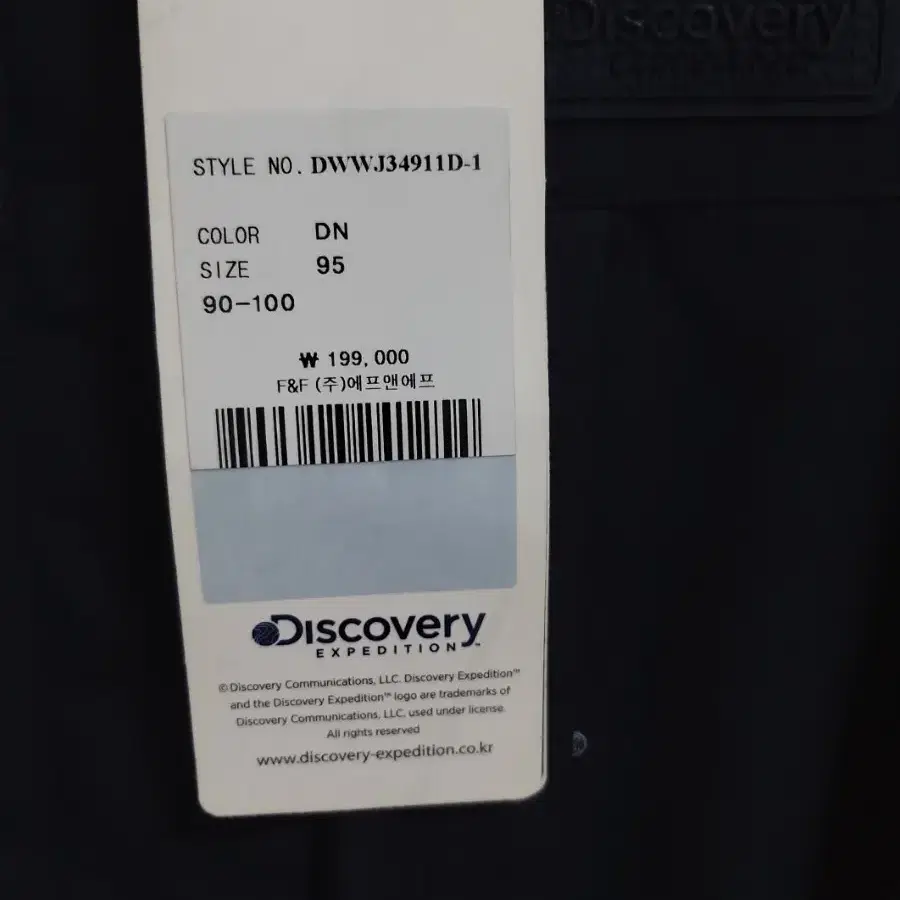 Discovery
STYLE NO. DWWJ34911D-1
COLOR DN
SIZE 95
90-100
₩ 199,000
F&F (주)에프앤에프
Discovery
EXPEDITION™
© Discovery Communications, LLC. Discovery Expedition™
and the Discovery Expedition™ logo are trademarks of
Discovery Communications, LLC, used under license.
All rights reserved
www.discovery-expedition.co.kr